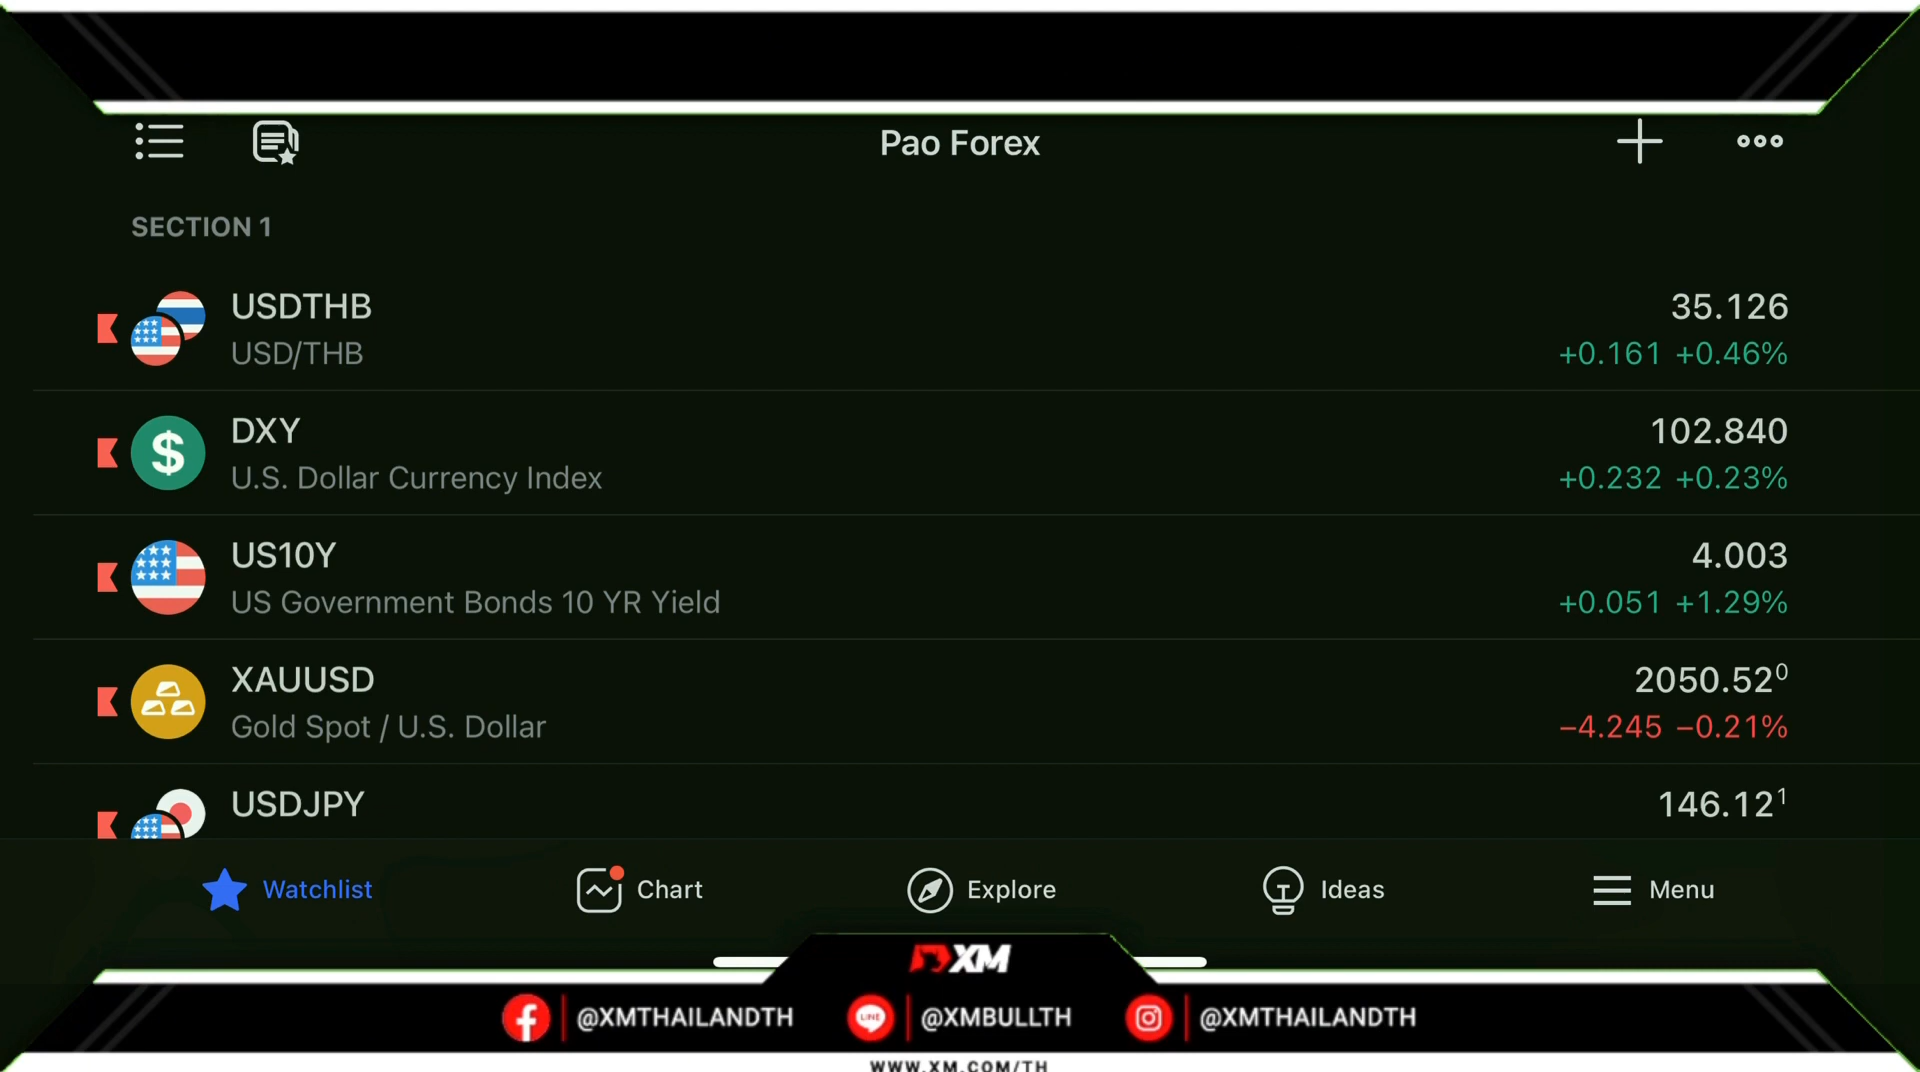 Pao Forex
SECTION 1
USDTHB
35.126
USD/THB
+0.161 +0.46%
DXY
102.840
U.S. Dollar Currency Index
+0.232 +0.23%
US10Y
4.003
US Government Bonds 10 YR Yield
+0.051 +1.29%
XAUUSD
2050.520
Gold Spot / U.S. Dollar
−4.245 −0.21%
USDJPY
146.121
Watchlist
Chart
Explore
Ideas
Menu
XM
@XMTHAILANDTH
LINE
@XMBULLTH
@XMTHAILANDTH
WWW.XM.COM/TH